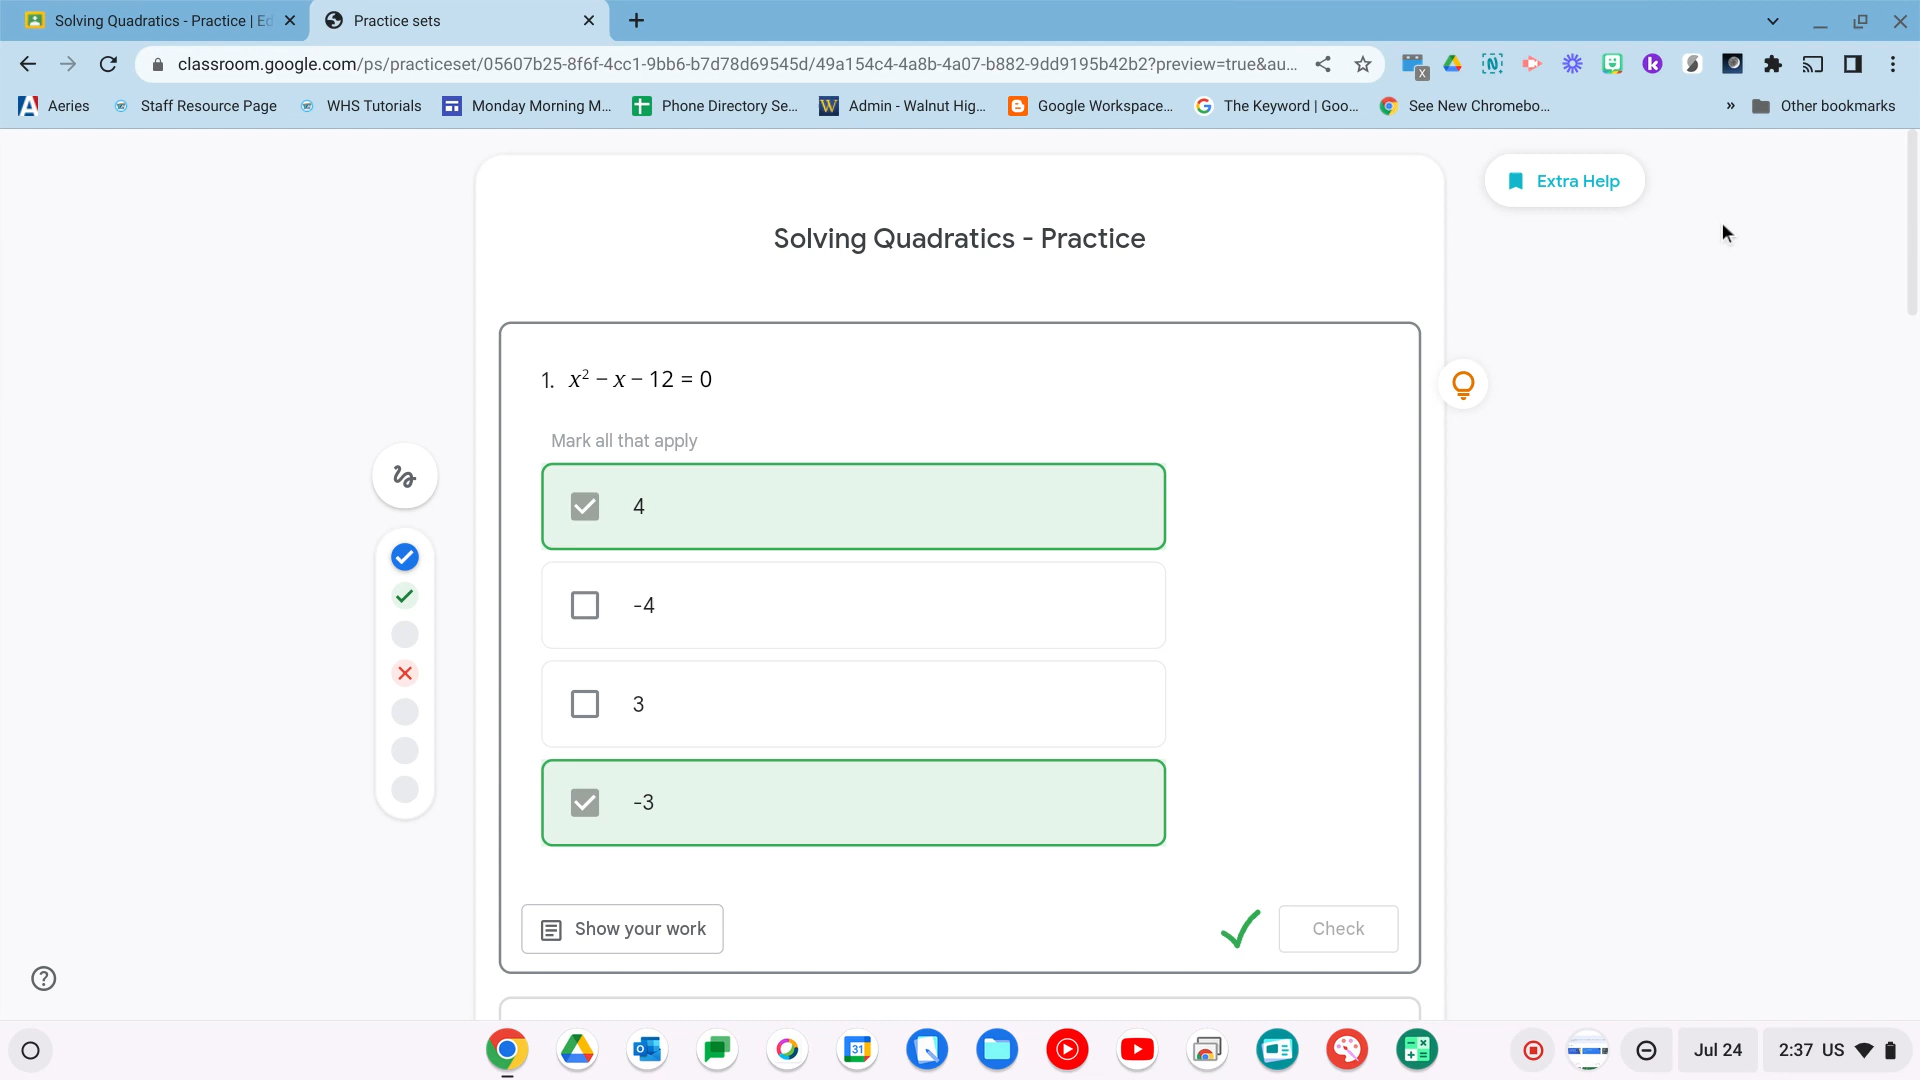 Solving Quadratics - Practice | Ed
Practice sets
classroom.google.com/ps/practiceset/05607b25-8f6f-4cc1-9bb6-b7d78d69545d/49a154c4-4a8b-4a07-b882-9dd9195b42b2?preview=true&au...
Aeries
Staff Resource Page
WHS Tutorials
Monday Morning M...
Phone Directory Se...
Admin - Walnut Hig...
Google Workspace...
The Keyword | Goo...
See New Chromebo...
»
Other bookmarks
Extra Help
Solving Quadratics - Practice
1. x² − x − 12 = 0
Mark all that apply
4
-4
3
-3
Show your work
Check
31
Jul 24
2:37 US